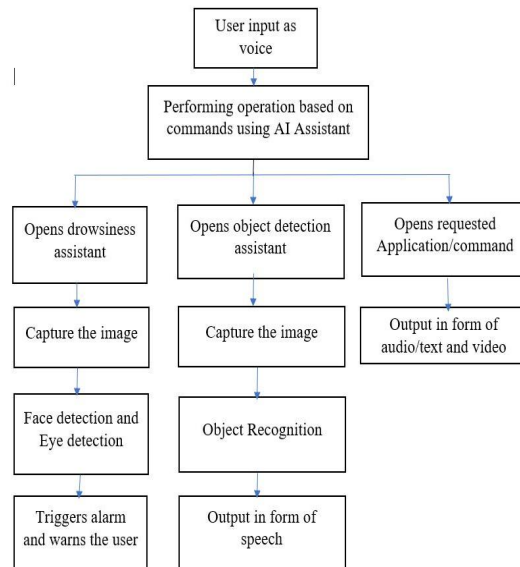 User input as
voice
Performing operation based on
commands using AI Assistant
Opens drowsiness
assistant
Opens object detection
assistant
Opens requested
Application/command
Capture the image
Capture the image
Output in form of
audio/text and video
Face detection and
Eye detection
Object Recognition
Triggers alarm
and warns the user
Output in form of
speech